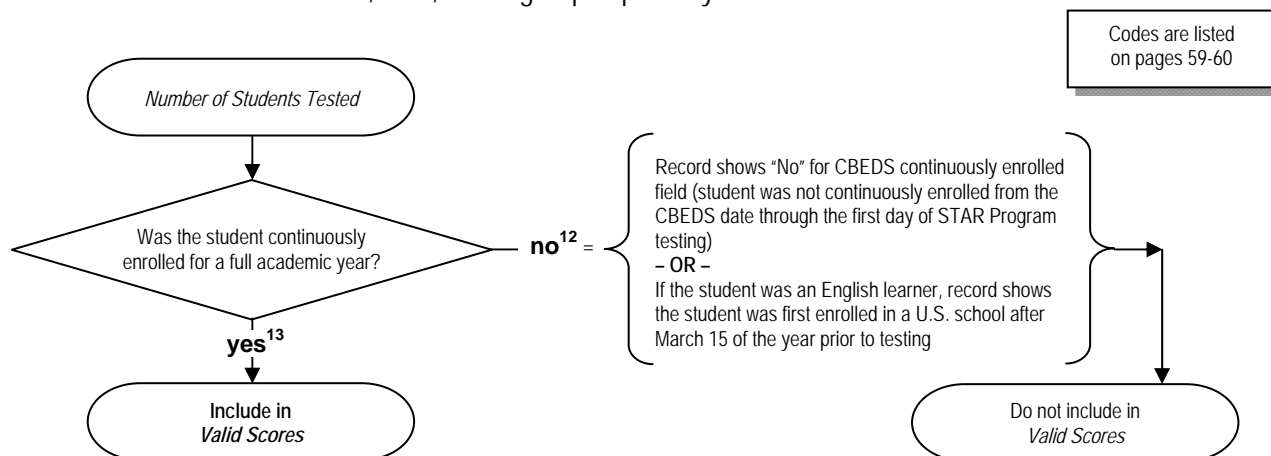 Codes are listed
on pages 59-60
Number of Students Tested
Was the student continuously
enrolled for a full academic year?
no12 =
Record shows “No” for CBEDS continuously enrolled
field (student was not continuously enrolled from the
CBEDS date through the first day of STAR Program
testing)
– OR –
If the student was an English learner, record shows
the student was first enrolled in a U.S. school after
March 15 of the year prior to testing
yes13
Include in
Valid Scores
Do not include in
Valid Scores